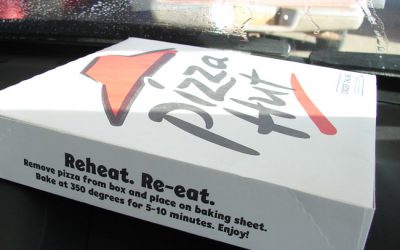 Pizza
Hut
Reheat. Re-eat.
Remove pizza from box and place on baking sheet.
Bake at 350 degrees for 5-10 minutes. Enjoy!